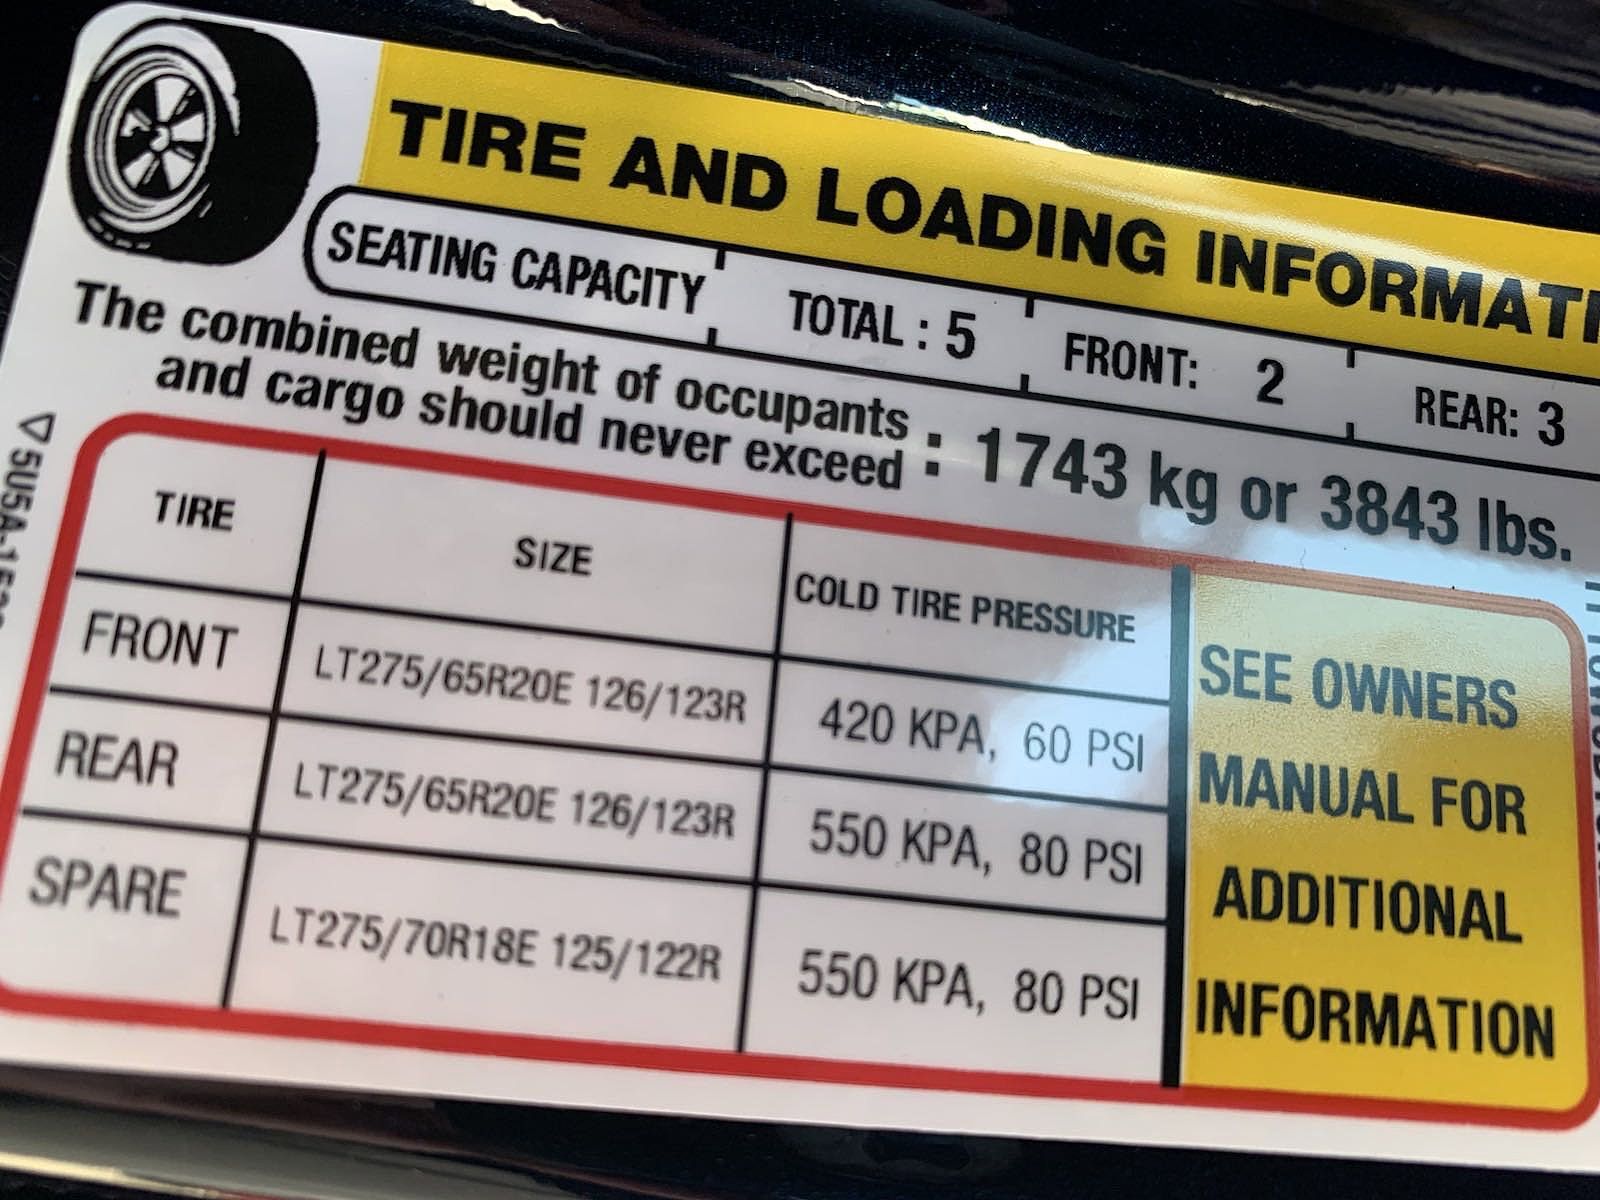 TIRE AND LOADING INFORMATI
SEATING CAPACITY TOTAL : 5 FRONT: 2 REAR: 3
The combined weight of occupants
and cargo should never exceed : 1743 kg or 3843 lbs.
TIRE SIZE COLD TIRE PRESSURE
FRONT LT275/65R20E 126/123R 420 KPA, 60 PSI
REAR LT275/65R20E 126/123R 550 KPA, 80 PSI
SPARE LT275/70R18E 125/122R 550 KPA, 80 PSI
SEE OWNERS
MANUAL FOR
ADDITIONAL
INFORMATION